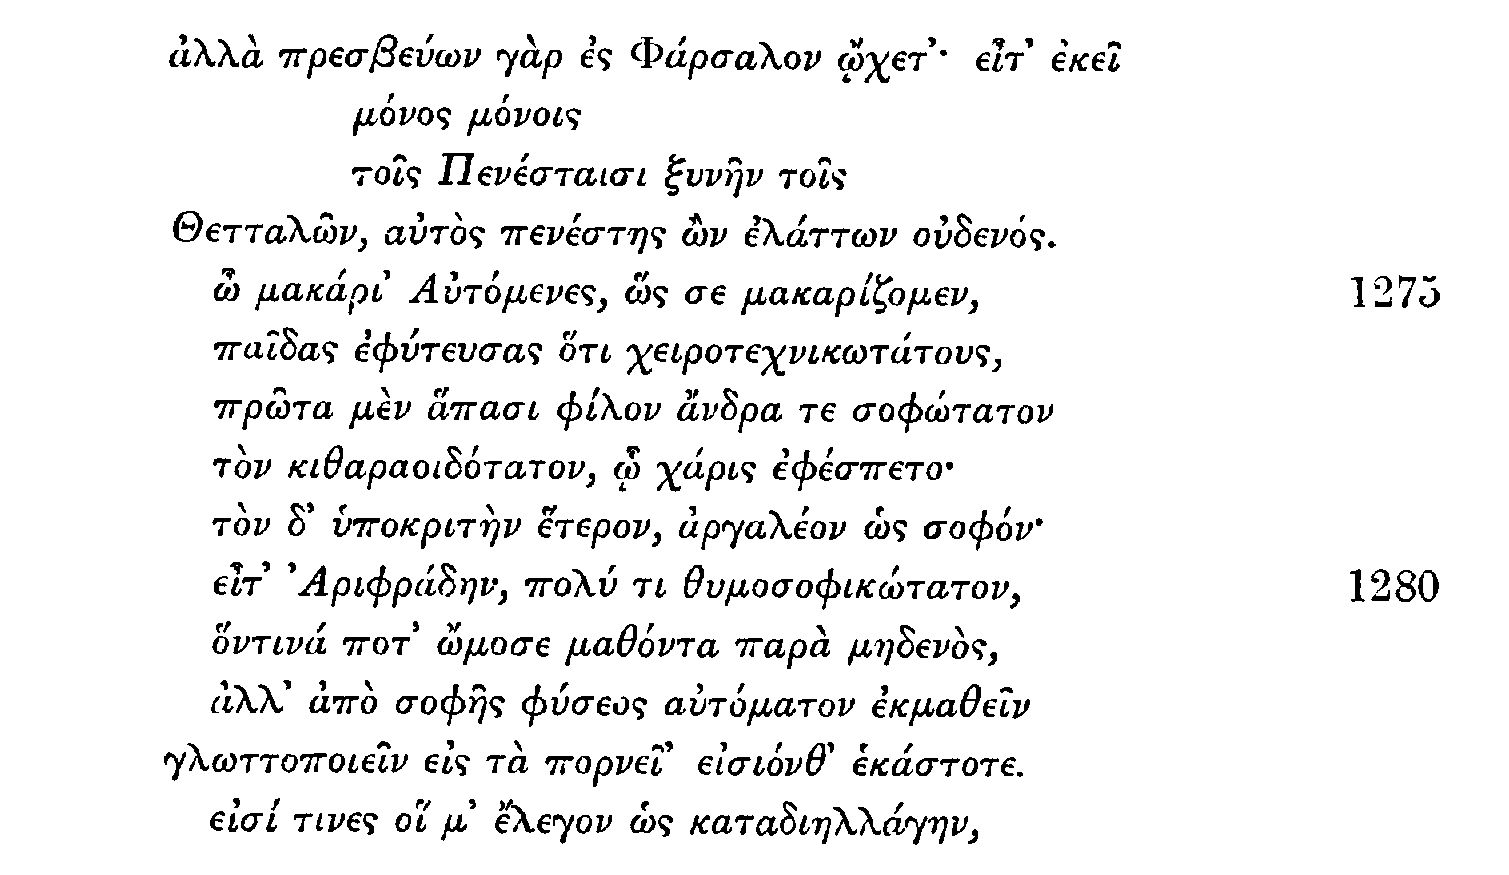 ἀλλὰ πρεσβεύων γὰρ ἐς Φάρσαλον ᾤχετ’· εἶτ’ ἐκεῖ
μόνος μόνοις
τοῖς Πενέσταισι ξυνῆν τοῖς
Θετταλῶν, αὐτὸς πενέστης ὢν ἐλάττων οὐδενός.
ὦ μακάρι’ Αὐτόμενες, ὥς σε μακαρίζομεν, 1275
παῖδας ἐφύτευσας ὅτι χειροτεχνικωτάτους,
πρῶτα μὲν ἅπασι φίλον ἄνδρα τε σοφώτατον
τὸν κιθαραοιδότατον, ᾧ χάρις ἐφέσπετο·
τὸν δ’ ὑποκριτὴν ἕτερον, ἀργαλέον ὡς σοφόν·
εἶτ’ Ἀριφράδην, πολύ τι θυμοσοφικώτατον, 1280
ὅντινά ποτ’ ὤμοσε μαθόντα παρὰ μηδενὸς,
ἀλλ’ ἀπὸ σοφῆς φύσεως αὐτόματον ἐκμαθεῖν
γλωττοποιεῖν εἰς τὰ πορνεῖ’ εἰσιόνθ’ ἑκάστοτε.
εἰσί τινες οἵ μ’ ἔλεγον ὡς καταδιηλλάγην,